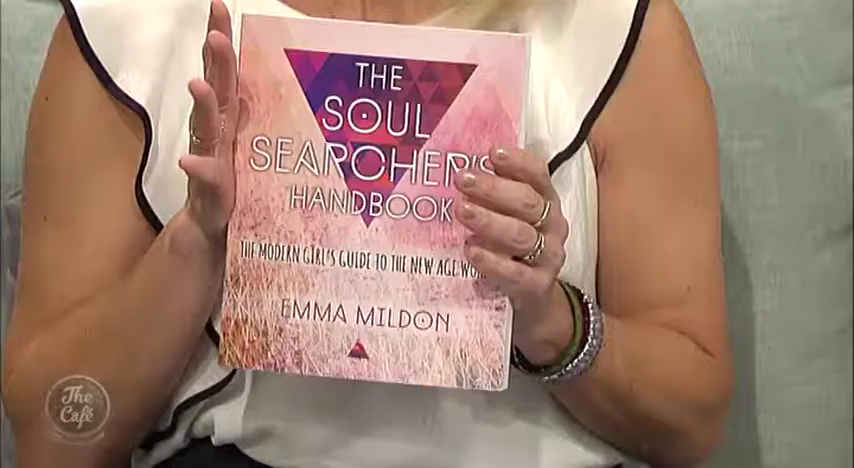 THE
SOUL
SEARCHER'S
HANDBOOK
THE MODERN GIRL'S GUIDE TO THE NEW AGE
EMMA MILDON
The
Café